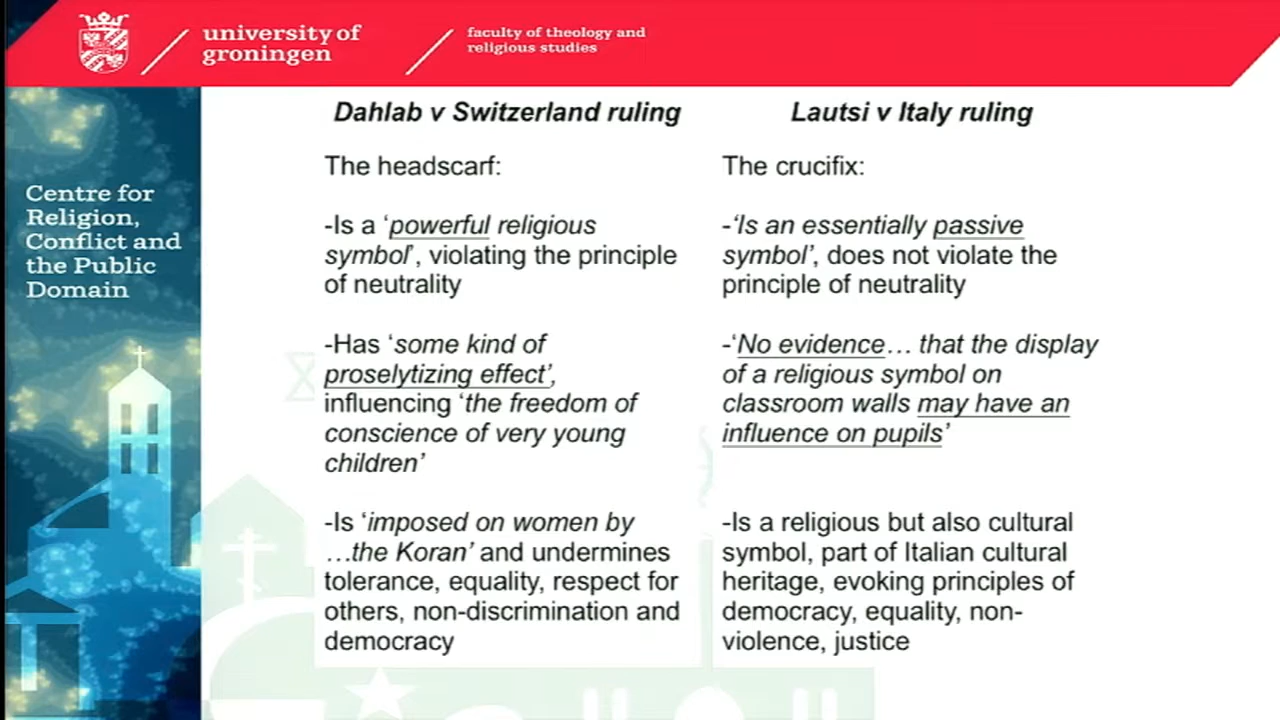 university of
groningen
faculty of theology and
religious studies
Centre for
Religion,
Conflict and
the Public
Domain
Dahlab v Switzerland ruling
The headscarf:
-Is a ‘powerful religious
symbol’, violating the principle
of neutrality
-Has ‘some kind of
proselytizing effect’,
influencing ‘the freedom of
conscience of very young
children’
-Is ‘imposed on women by
…the Koran’ and undermines
tolerance, equality, respect for
others, non-discrimination and
democracy
Lautsi v Italy ruling
The crucifix:
-‘Is an essentially passive
symbol’, does not violate the
principle of neutrality
-‘No evidence… that the display
of a religious symbol on
classroom walls may have an
influence on pupils’
-Is a religious but also cultural
symbol, part of Italian cultural
heritage, evoking principles of
democracy, equality, non-
violence, justice